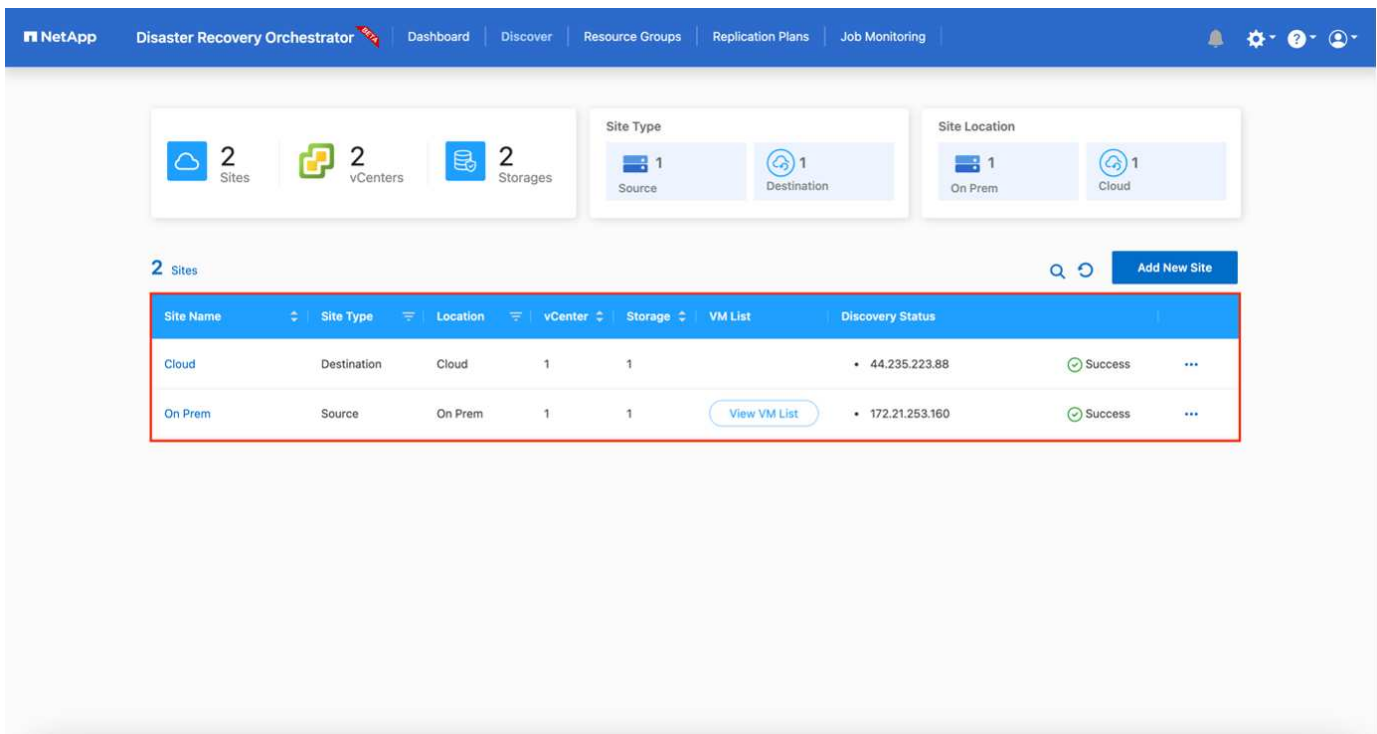 NetApp Disaster Recovery Orchestrator BETA Dashboard Discover Resource Groups Replication Plans Job Monitoring
2 Sites 2 vCenters 2 Storages
Site Type
1 Source 1 Destination
Site Location
1 On Prem 1 Cloud
2 Sites Add New Site
Site Name Site Type Location vCenter Storage VM List Discovery Status
Cloud Destination Cloud 1 1 • 44.235.223.88 Success ...
On Prem Source On Prem 1 1 View VM List • 172.21.253.160 Success ...